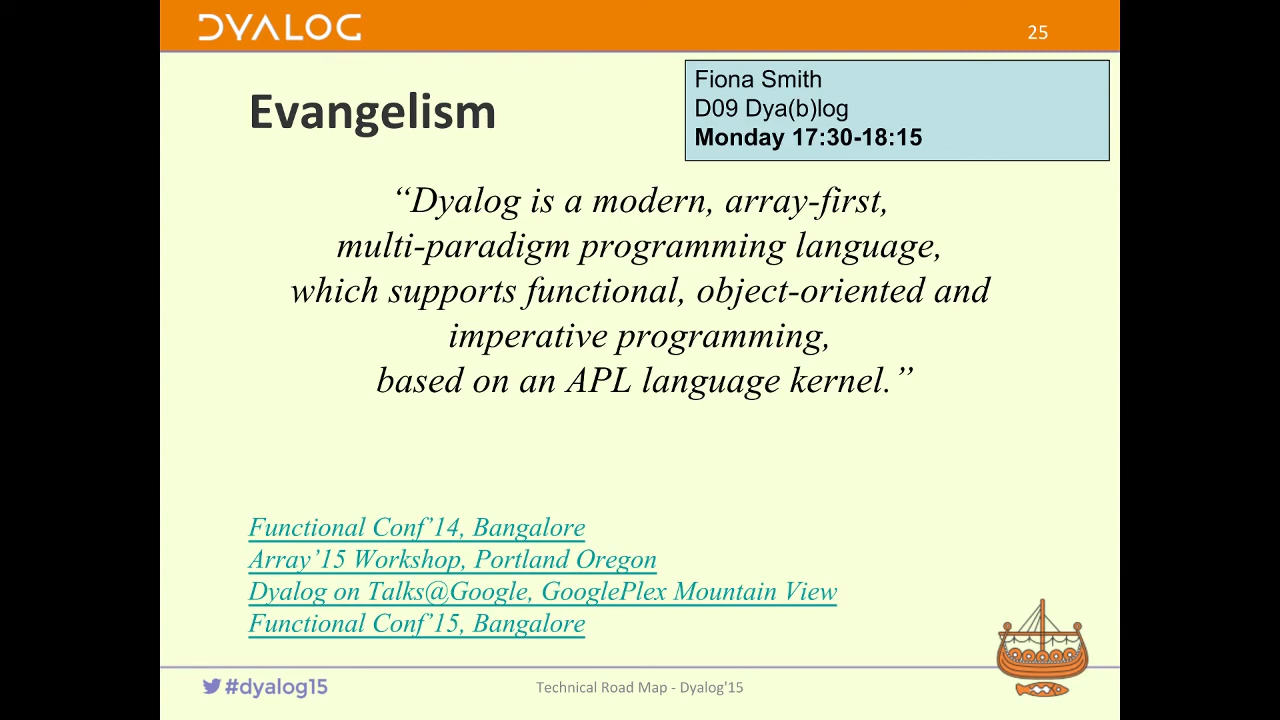 DYALOG
25
Fiona Smith
D09 Dya(b)log
Monday 17:30-18:15
Evangelism
“Dyalog is a modern, array-first,
multi-paradigm programming language,
which supports functional, object-oriented and
imperative programming,
based on an APL language kernel.”
Functional Conf’14, Bangalore
Array’15 Workshop, Portland Oregon
Dyalog on Talks@Google, GooglePlex Mountain View
Functional Conf’15, Bangalore
#dyalog15
Technical Road Map - Dyalog'15